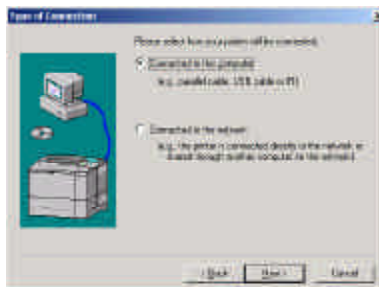 Type of Connection
Please select how your printer will be connected.
Connected to the computer
(e.g., parallel cable, USB cable or IR)
Connected to the network
(e.g., the printer is connected directly to the network or
shared through another computer on the network)
< Back
Next >
Cancel